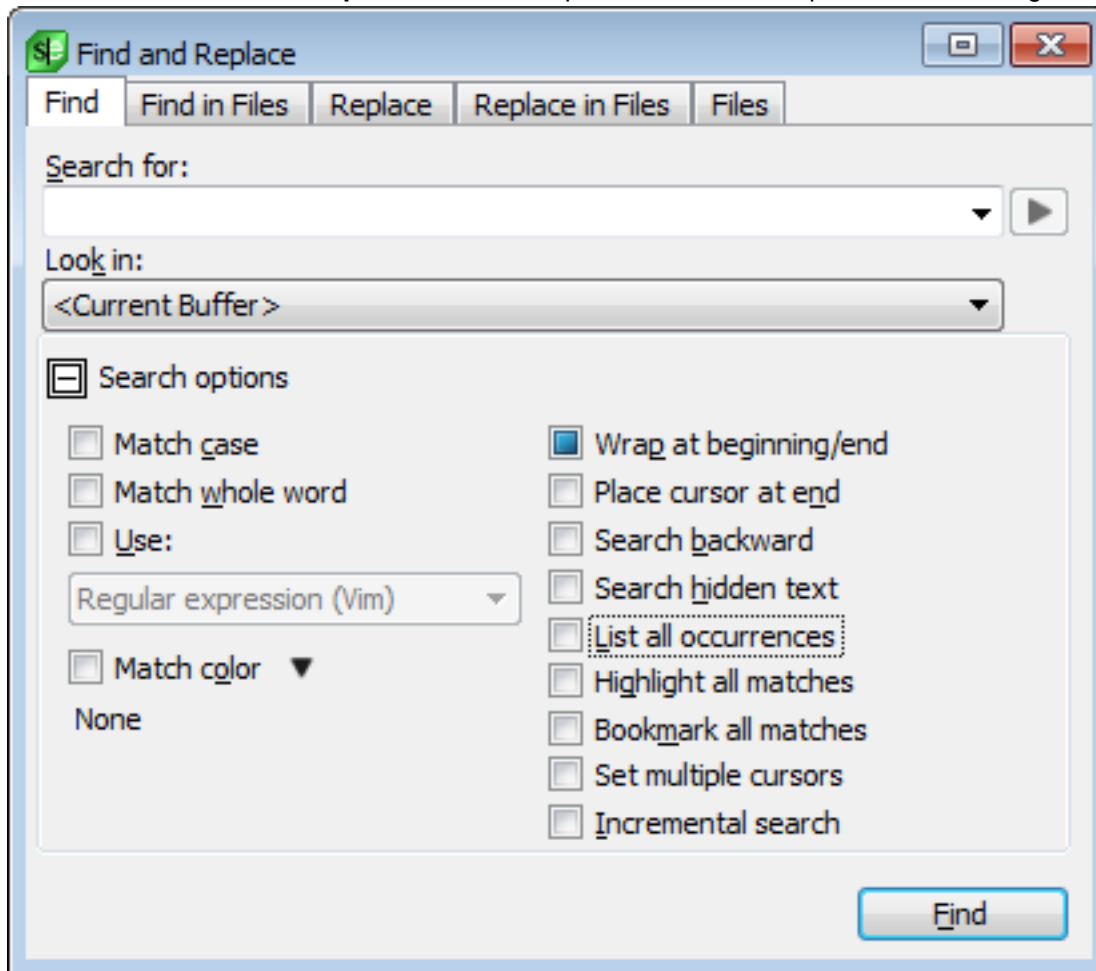 Find and Replace
Find Find in Files Replace Replace in Files Files
Search for:
Look in:
<Current Buffer>
Search options
Match case
Match whole word
Use:
Regular expression (Vim)
Match color
None
Wrap at beginning/end
Place cursor at end
Search backward
Search hidden text
List all occurrences
Highlight all matches
Bookmark all matches
Set multiple cursors
Incremental search
Find